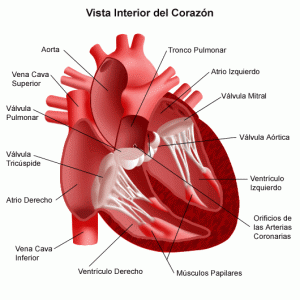 Vista Interior del Corazón
Aorta
Tronco Pulmonar
Vena Cava
Superior
Atrio Izquierdo
Válvula Mitral
Válvula
Pulmonar
Válvula Aórtica
Válvula
Tricúspide
Ventrículo
Izquierdo
Atrio Derecho
Orificios de
las Arterias
Coronarias
Vena Cava
Inferior
Ventrículo Derecho
Músculos Papilares